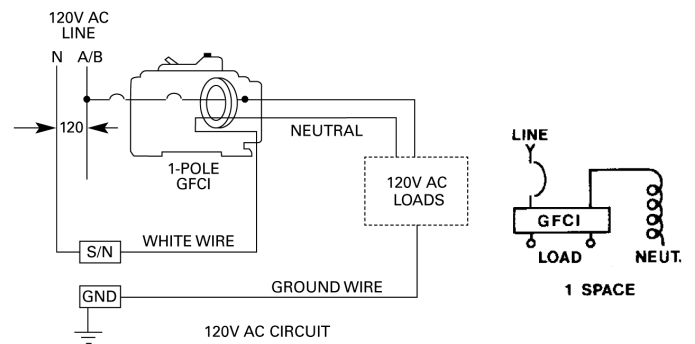 120V AC
LINE
N A/B
120
NEUTRAL
1-POLE
GFCI
120V AC
LOADS
S/N
WHITE WIRE
GND
GROUND WIRE
120V AC CIRCUIT
LINE
GFCI
LOAD
NEUT.
1 SPACE